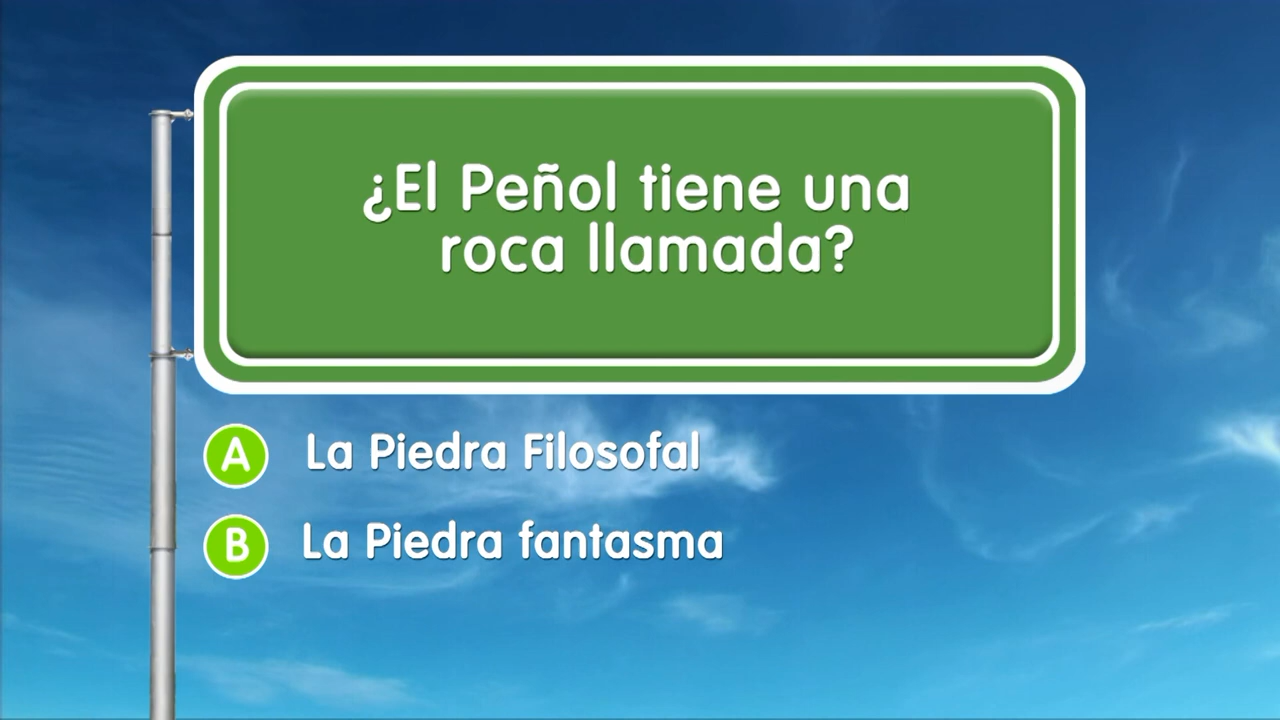 ¿El Peñol tiene una
roca llamada?
A La Piedra Filosofal
B La Piedra fantasma